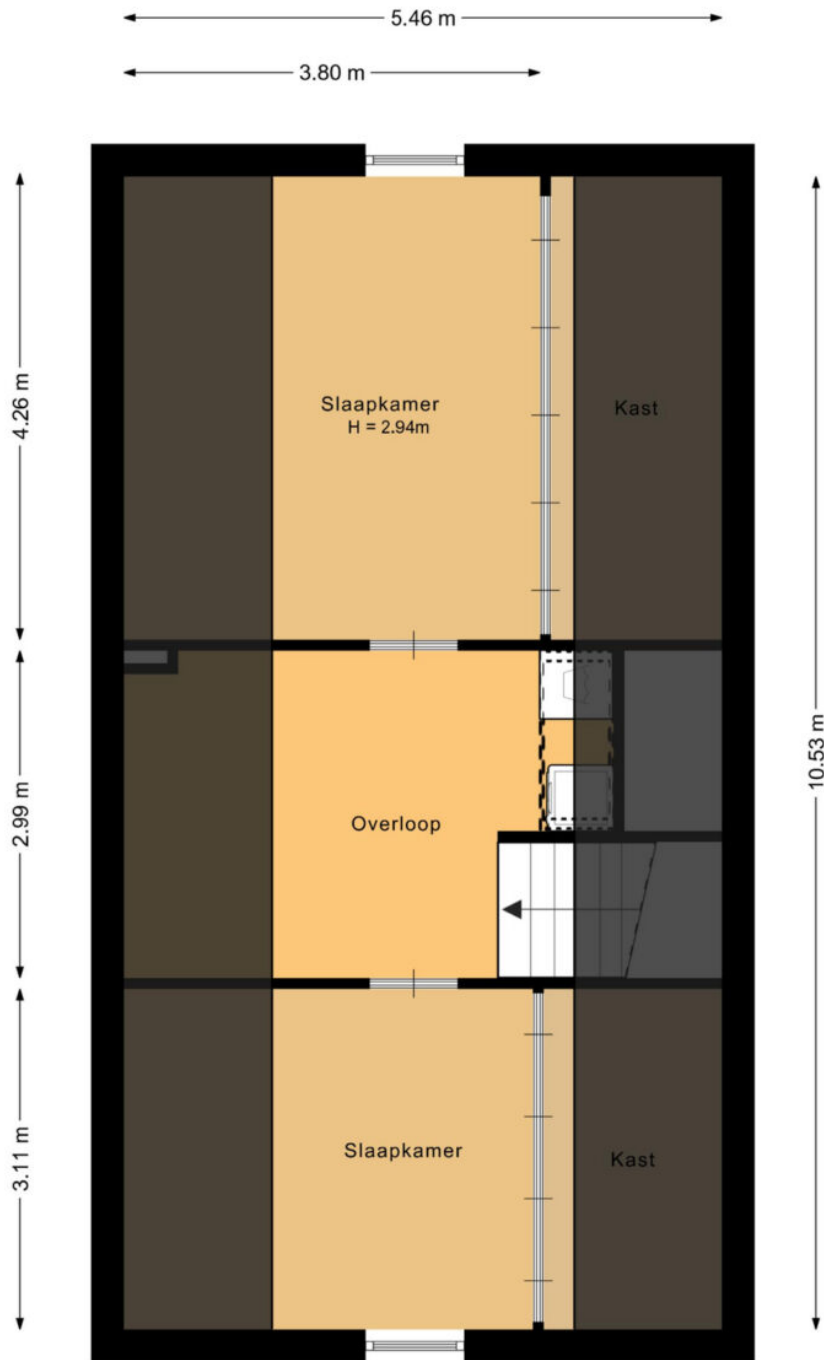 5.46 m
3.80 m
4.26 m
Slaapkamer
H = 2.94m
Kast
10.53 m
2.99 m
Overloop
3.11 m
Slaapkamer
Kast